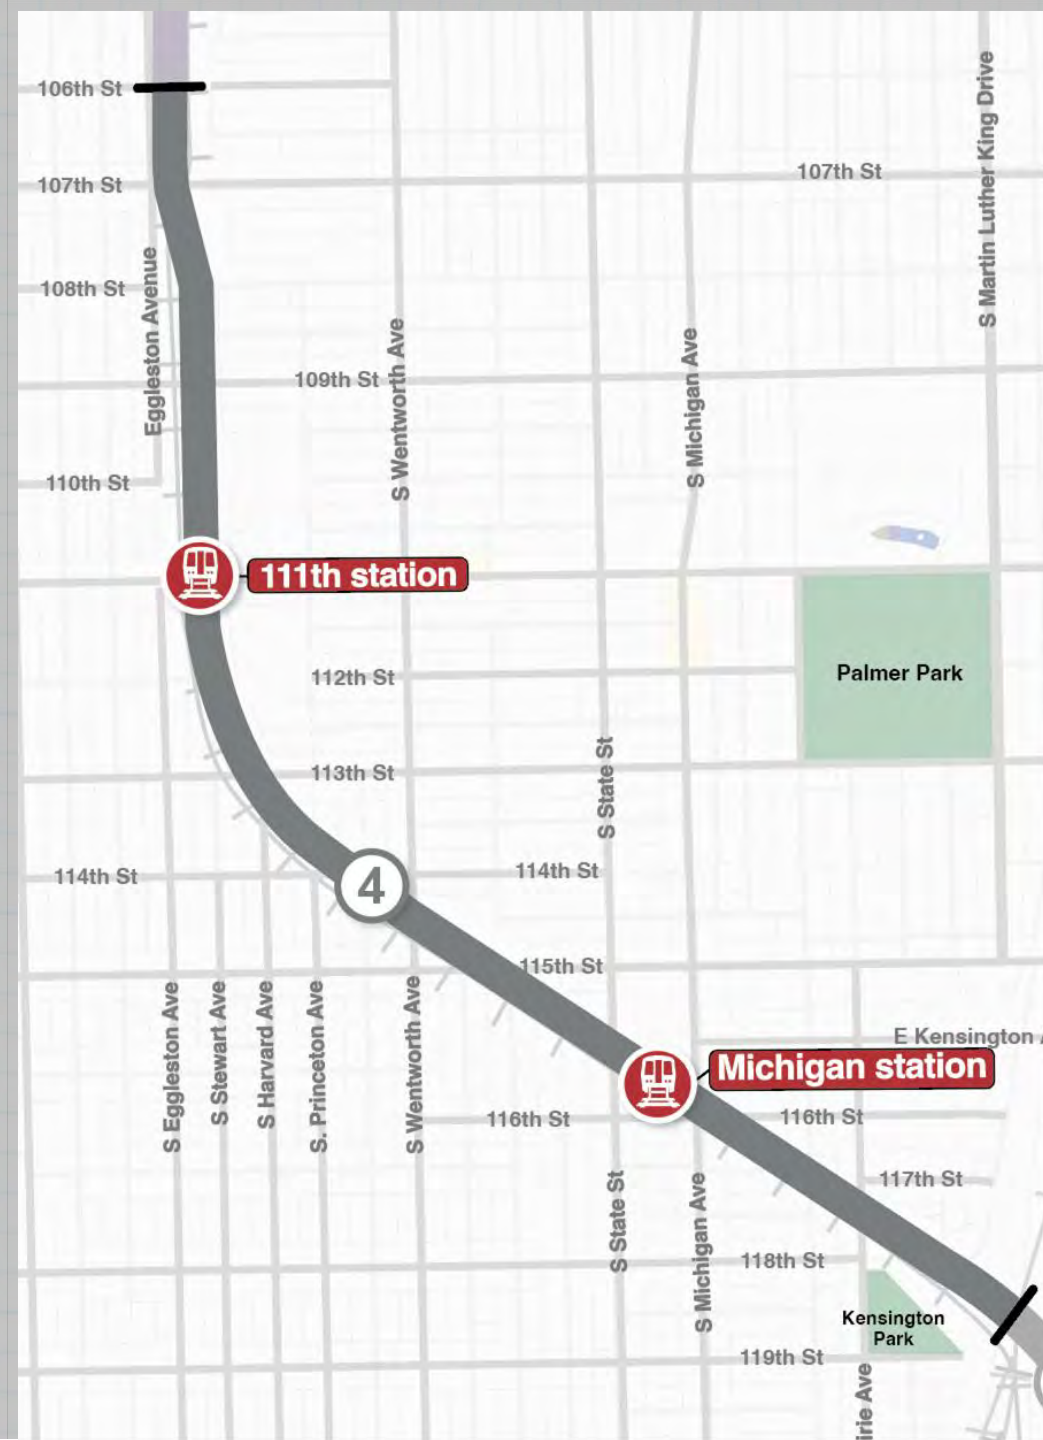 S Martin Luther King Drive
106th St
107th St
107th St
Eggleston Avenue
108th St
S Wentworth Ave
S Michigan Ave
109th St
110th St
111th station
Palmer Park
112th St
S State St
113th St
114th St
114th St
4
115th St
S Eggleston Ave
S Stewart Ave
S Harvard Ave
S. Princeton Ave
S Wentworth Ave
E Kensington
Michigan station
116th St
116th St
S State St
S Michigan Ave
117th St
118th St
Kensington
Park
119th St
irie Ave